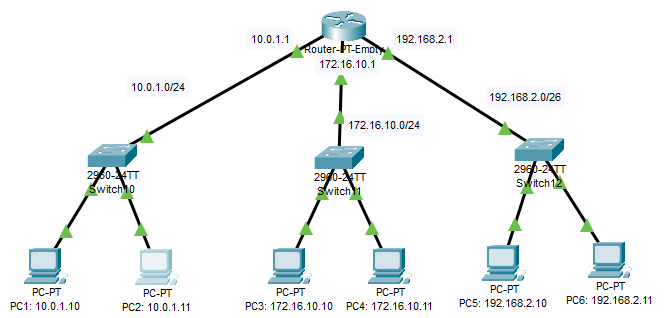 10.0.1.1
192.168.2.1
Router-PT-Empty
172.16.10.1
10.0.1.0/24
192.168.2.0/26
172.16.10.0/24
2960-24TT
Switch10
2960-24TT
Switch11
2960-24TT
Switch12
PC-PT
PC1: 10.0.1.10
PC-PT
PC2: 10.0.1.11
PC-PT
PC3: 172.16.10.10
PC-PT
PC4: 172.16.10.11
PC-PT
PC5: 192.168.2.10
PC-PT
PC6: 192.168.2.11